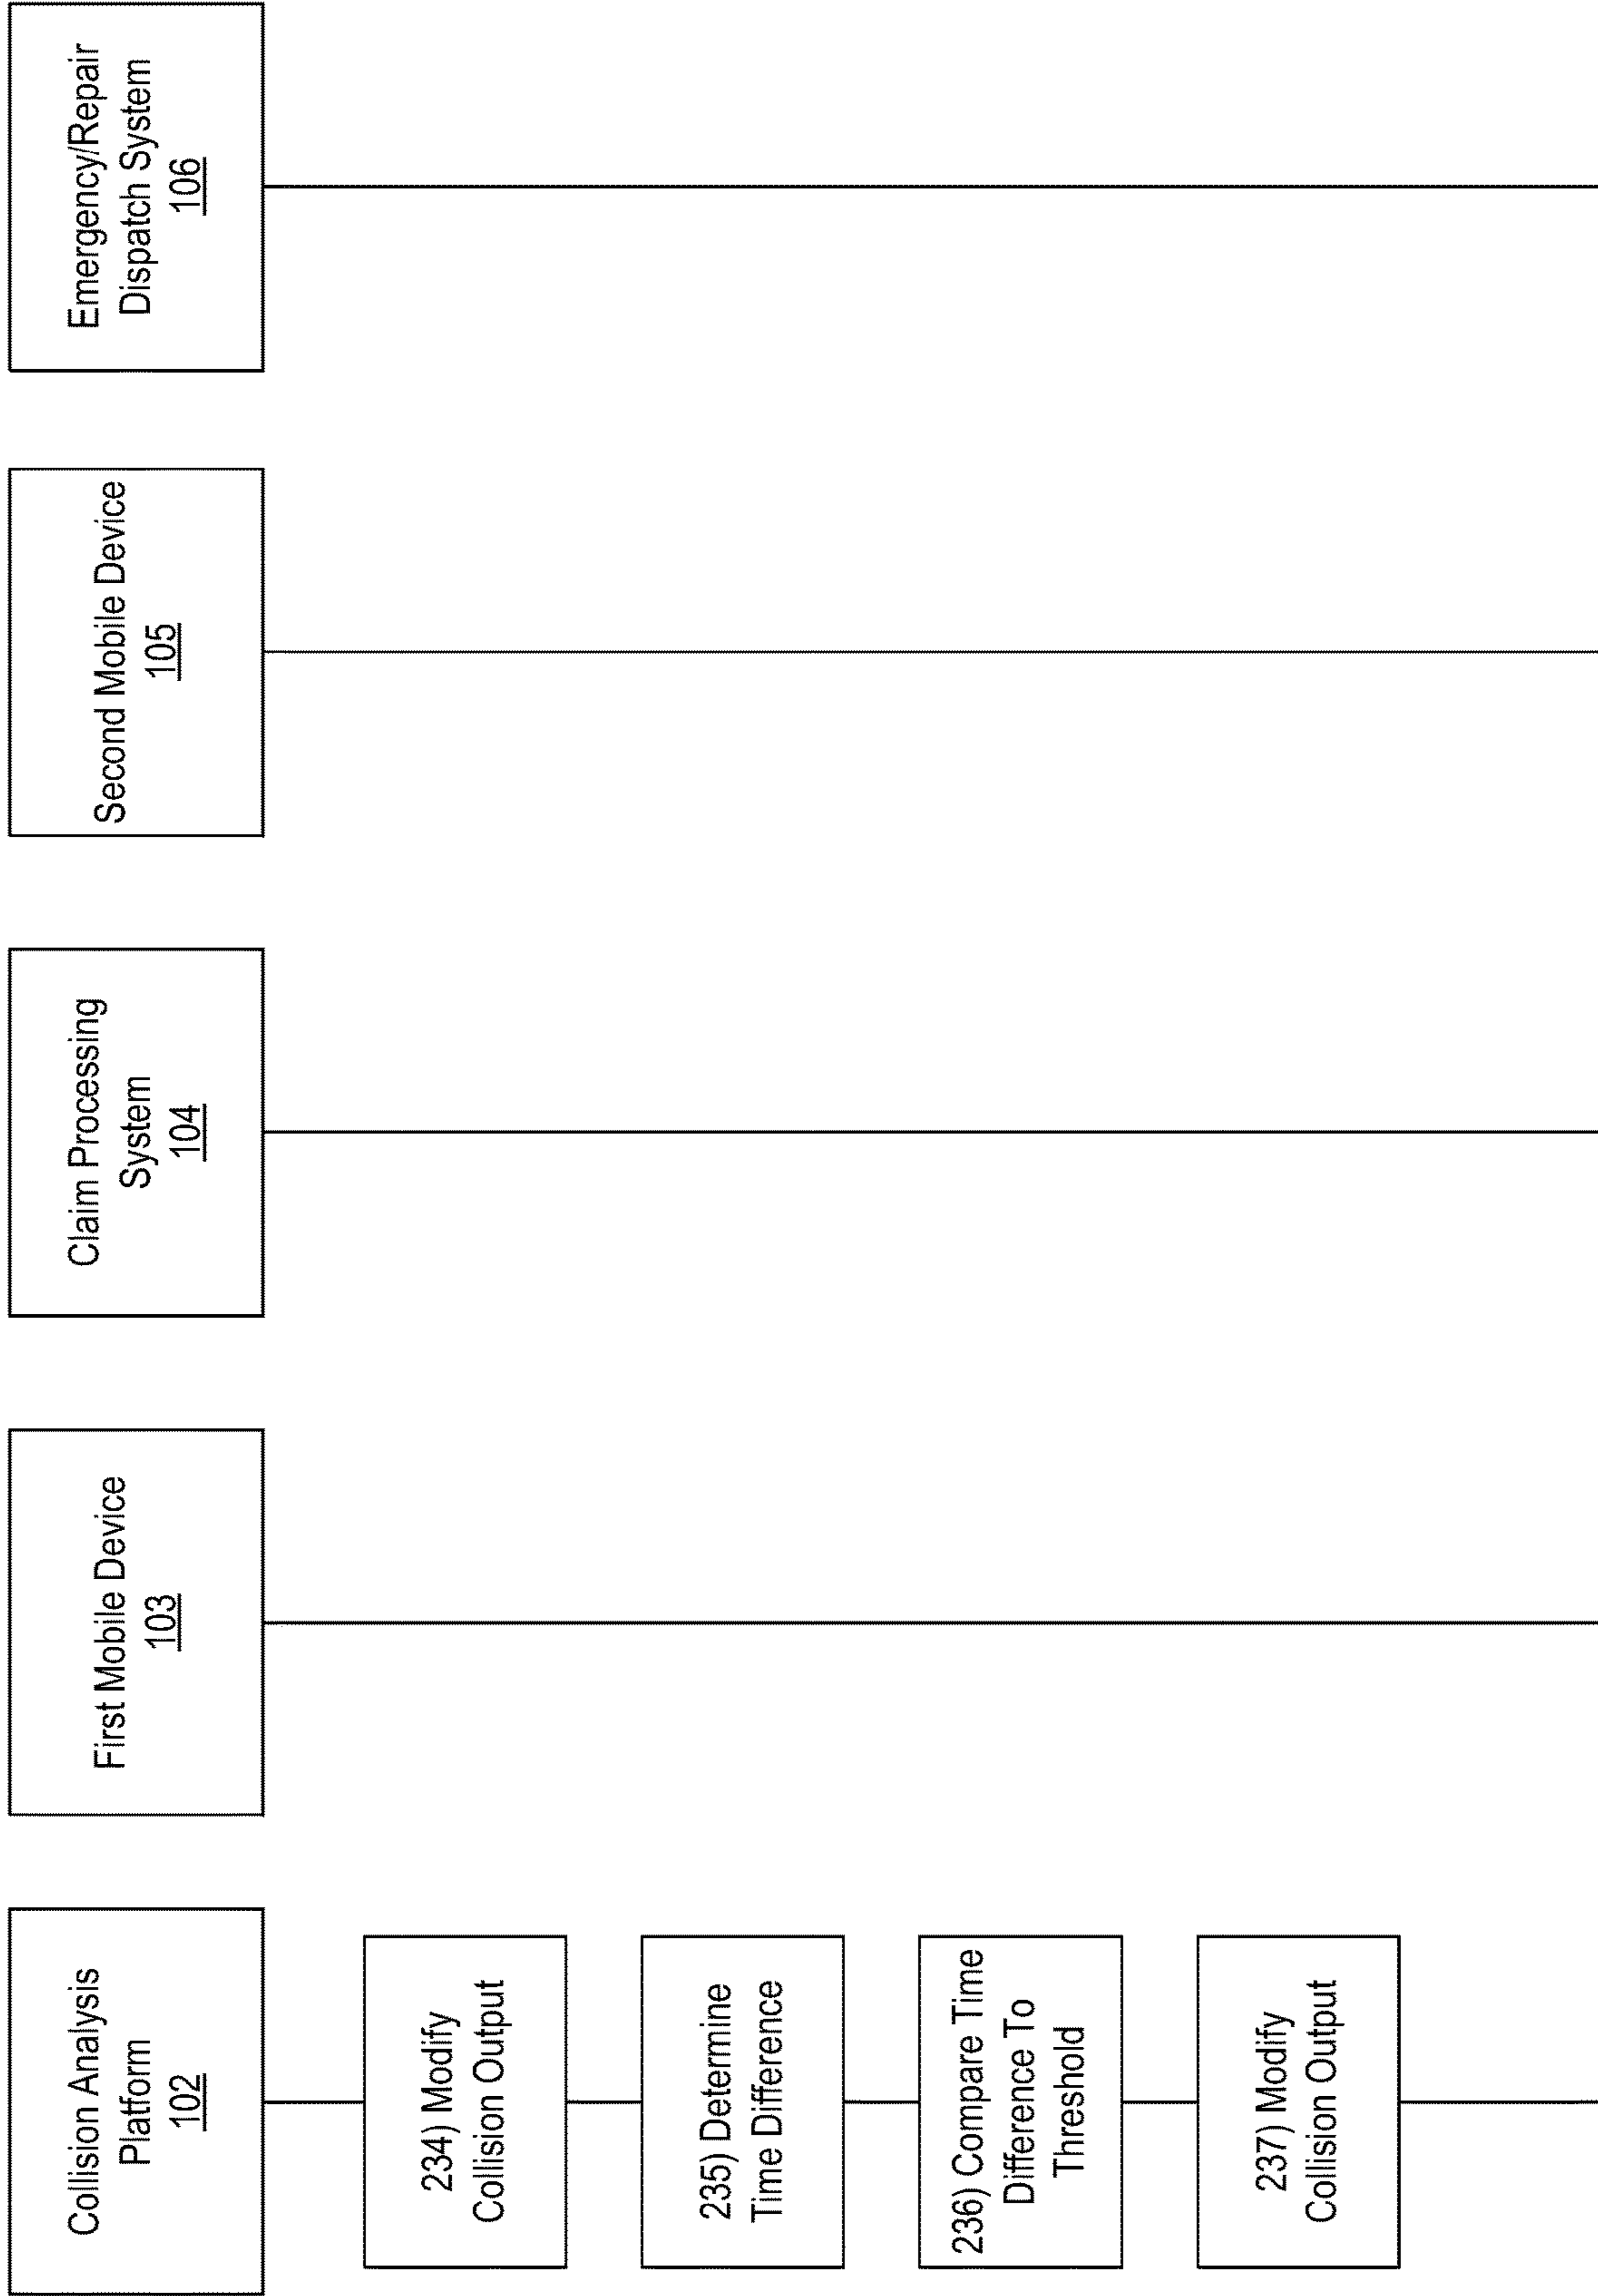 Collision Analysis
Platform
102
First Mobile Device
103
Claim Processing
System
104
Second Mobile Device
105
Emergency/Repair
Dispatch System
106
234) Modify
Collision Output
235) Determine
Time Difference
236) Compare Time
Difference To
Threshold
237) Modify
Collision Output